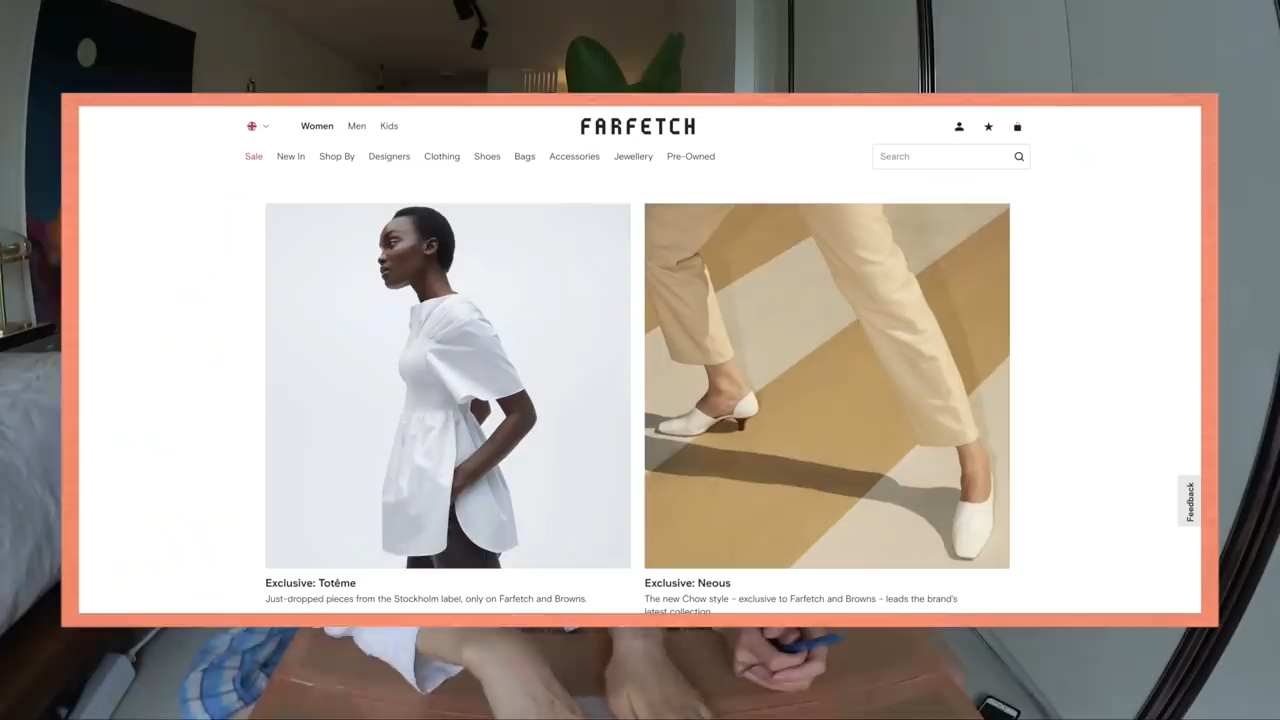 Women Men Kids
FARFETCH
Sale New In Shop By Designers Clothing Shoes Bags Accessories Jewellery Pre-Owned
Search
Feedback
Exclusive: Totême
Just-dropped pieces from the Stockholm label, only on Farfetch and Browns.
Exclusive: Neous
The new Chow style – exclusive to Farfetch and Browns – leads the brand's
latest collection